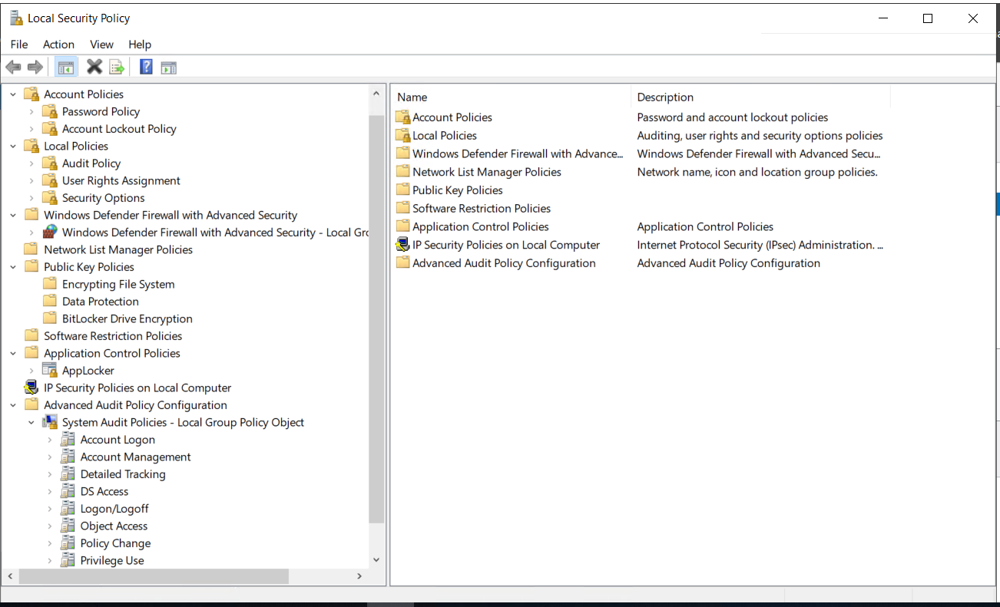 Local Security Policy
File Action View Help
Account Policies
Password Policy
Account Lockout Policy
Local Policies
Audit Policy
User Rights Assignment
Security Options
Windows Defender Firewall with Advanced Security
Windows Defender Firewall with Advanced Security - Local Gro
Network List Manager Policies
Public Key Policies
Encrypting File System
Data Protection
BitLocker Drive Encryption
Software Restriction Policies
Application Control Policies
AppLocker
IP Security Policies on Local Computer
Advanced Audit Policy Configuration
System Audit Policies - Local Group Policy Object
Account Logon
Account Management
Detailed Tracking
DS Access
Logon/Logoff
Object Access
Policy Change
Privilege Use
Name Description
Account Policies Password and account lockout policies
Local Policies Auditing, user rights and security options policies
Windows Defender Firewall with Advance... Windows Defender Firewall with Advanced Secu...
Network List Manager Policies Network name, icon and location group policies.
Public Key Policies
Software Restriction Policies
Application Control Policies Application Control Policies
IP Security Policies on Local Computer Internet Protocol Security (IPsec) Administration. ...
Advanced Audit Policy Configuration Advanced Audit Policy Configuration